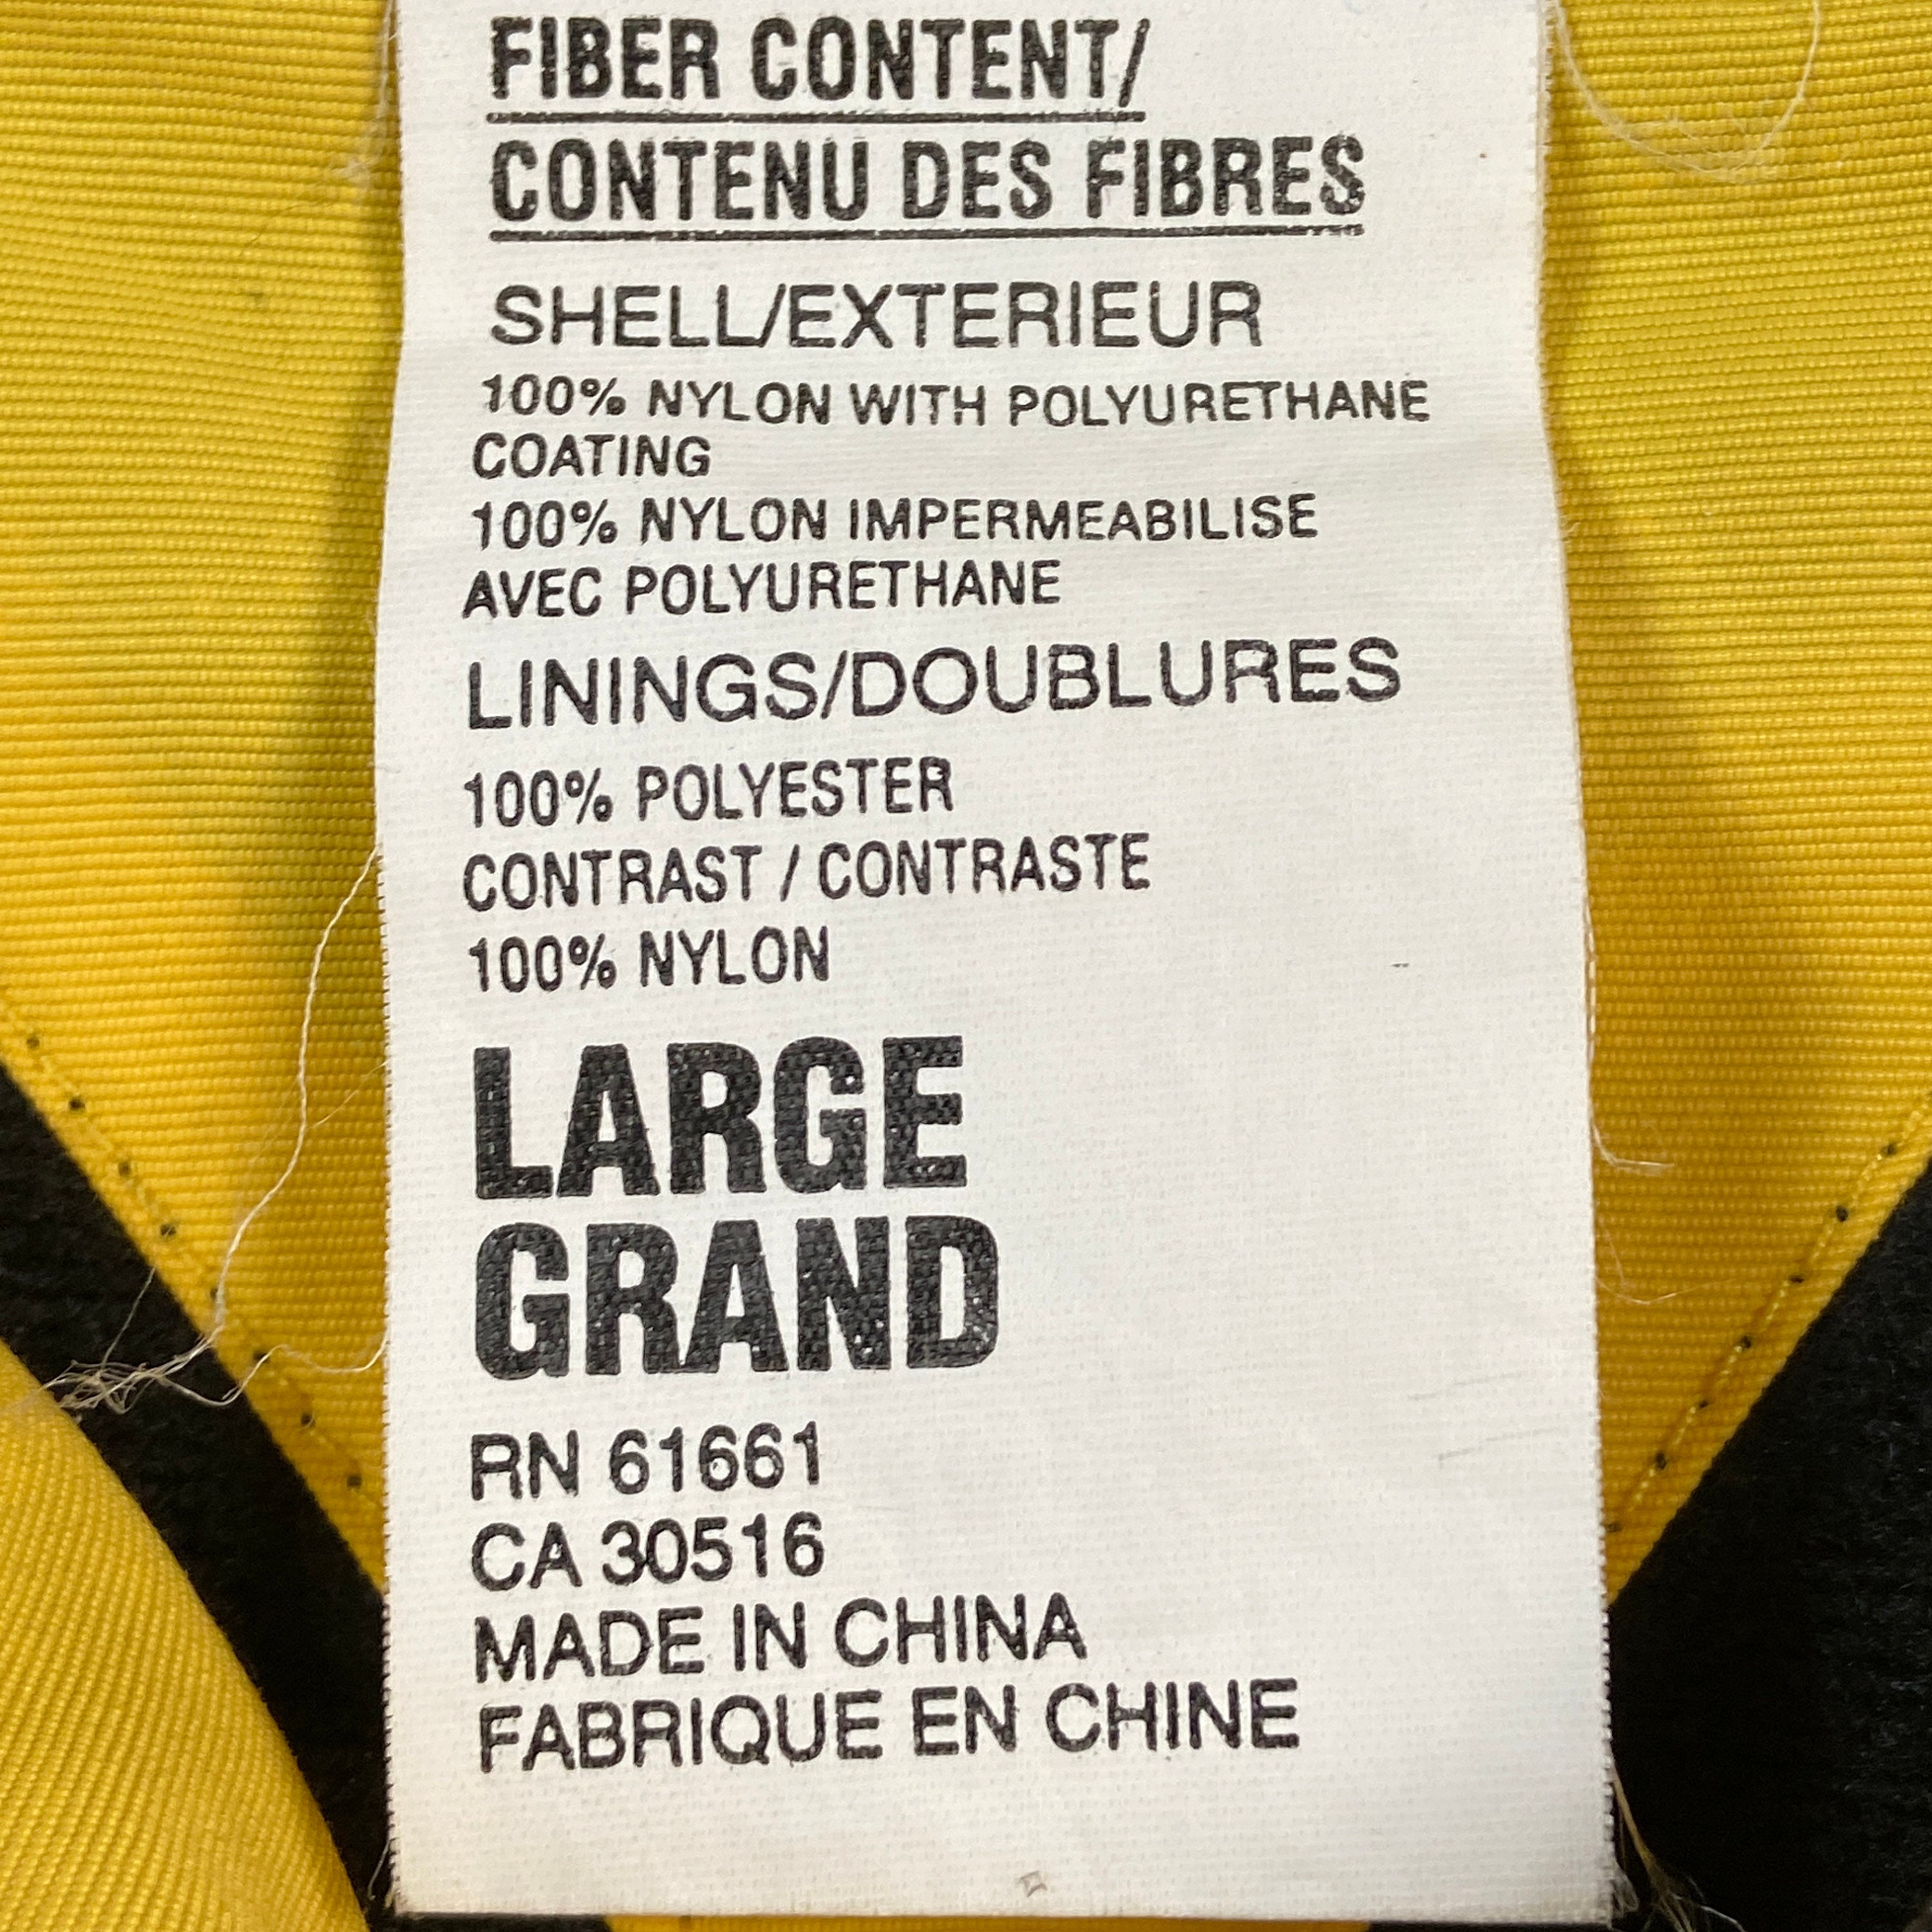 FIBER CONTENT/
CONTENU DES FIBRES
SHELL/EXTERIEUR
100% NYLON WITH POLYURETHANE
COATING
100% NYLON IMPERMEABILISE
AVEC POLYURETHANE
LININGS/DOUBLURES
100% POLYESTER
CONTRAST / CONTRASTE
100% NYLON
LARGE
GRAND
RN 61661
CA 30516
MADE IN CHINA
FABRIQUE EN CHINE